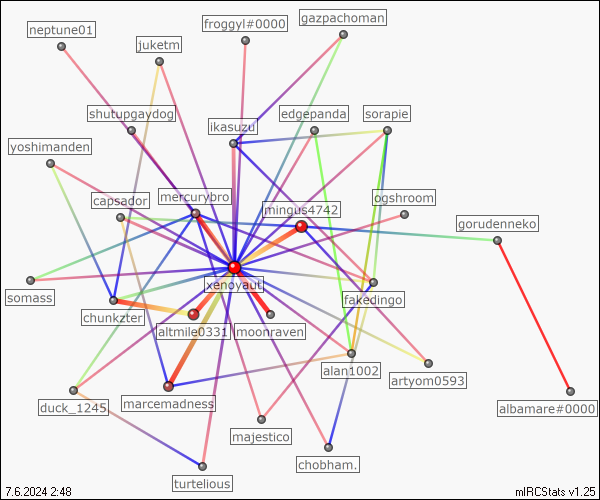 gazpachoman
froggyl#0000
neptune01
juketm
shutupgaydog
edgepanda
sorapie
ikasuzu
yoshimanden
capsador
mercurybro
ogshroom
mingus4742
gorudenneko
xenoyaut
somass
fakedingo
chunkzter
altmile0331
moonraven
alan1002
artyom0593
duck_1245
marcemadness
albamare#0000
majestico
chobham.
turtelious
7.6.2024 2:48
mIRCStats v1.25